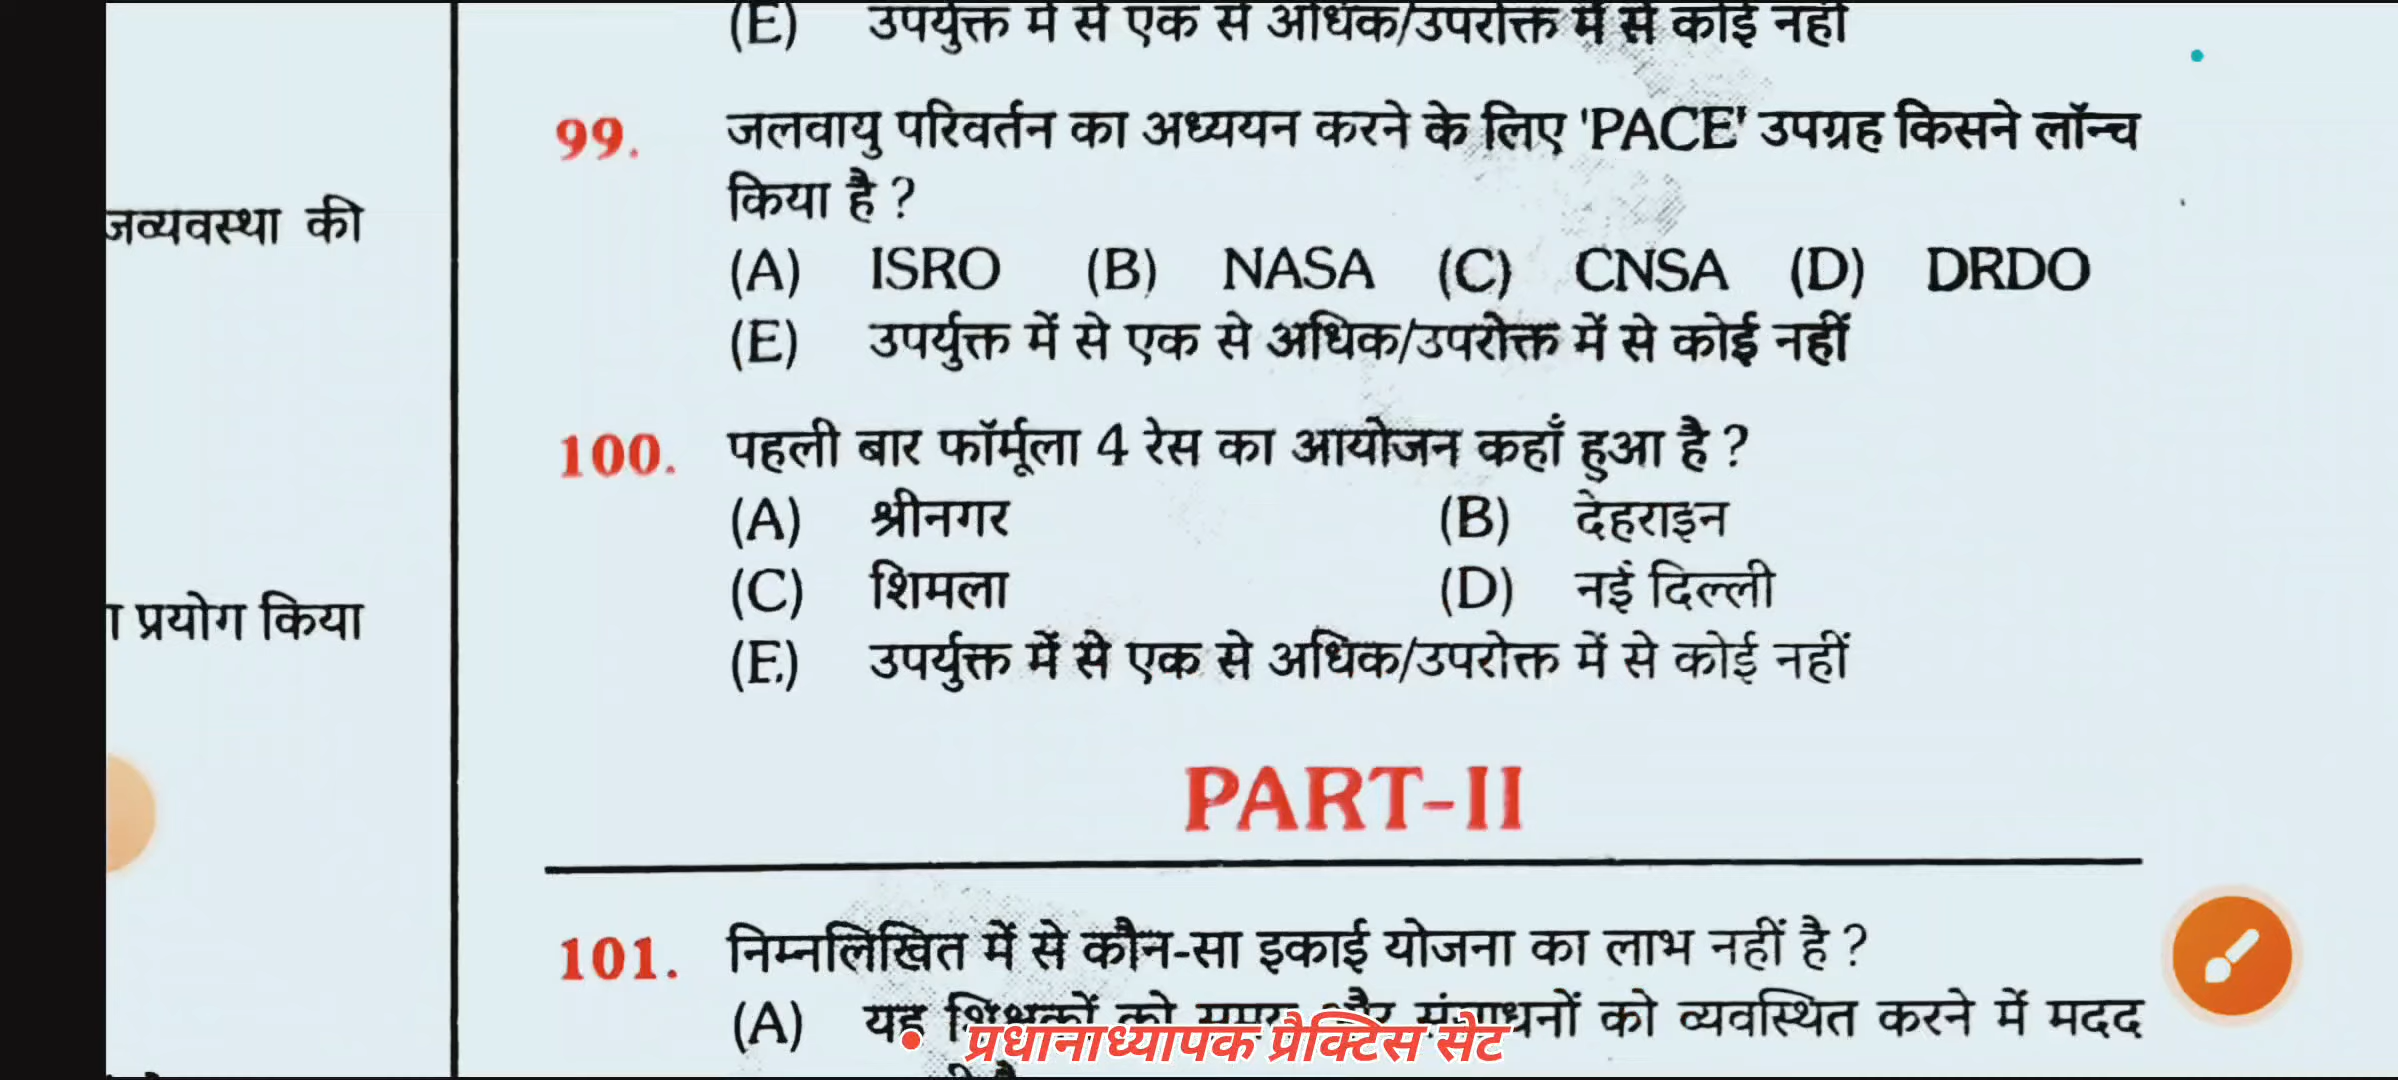 (E) उपर्युक्त में से एक से अधिक/उपरोक्त में से कोई नहीं
99. जलवायु परिवर्तन का अध्ययन करने के लिए 'PACE' उपग्रह किसने लॉन्च
किया है ?
(A) ISRO (B) NASA (C) CNSA (D) DRDO
(E) उपर्युक्त में से एक से अधिक/उपरोक्त में से कोई नहीं
100. पहली बार फॉर्मूला 4 रेस का आयोजन कहाँ हुआ है ?
(A) श्रीनगर (B) देहराइन
(C) शिमला (D) नई दिल्ली
(E) उपर्युक्त में से एक से अधिक/उपरोक्त में से कोई नहीं
PART-II
101. निम्नलिखित में से कौन-सा इकाई योजना का लाभ नहीं है ?
(A) यह शिक्षकों को समय और संसाधनों को व्यवस्थित करने में मदद
• प्रधानाध्यापक प्रैक्टिस सेट
जव्यवस्था की
प्रयोग किया